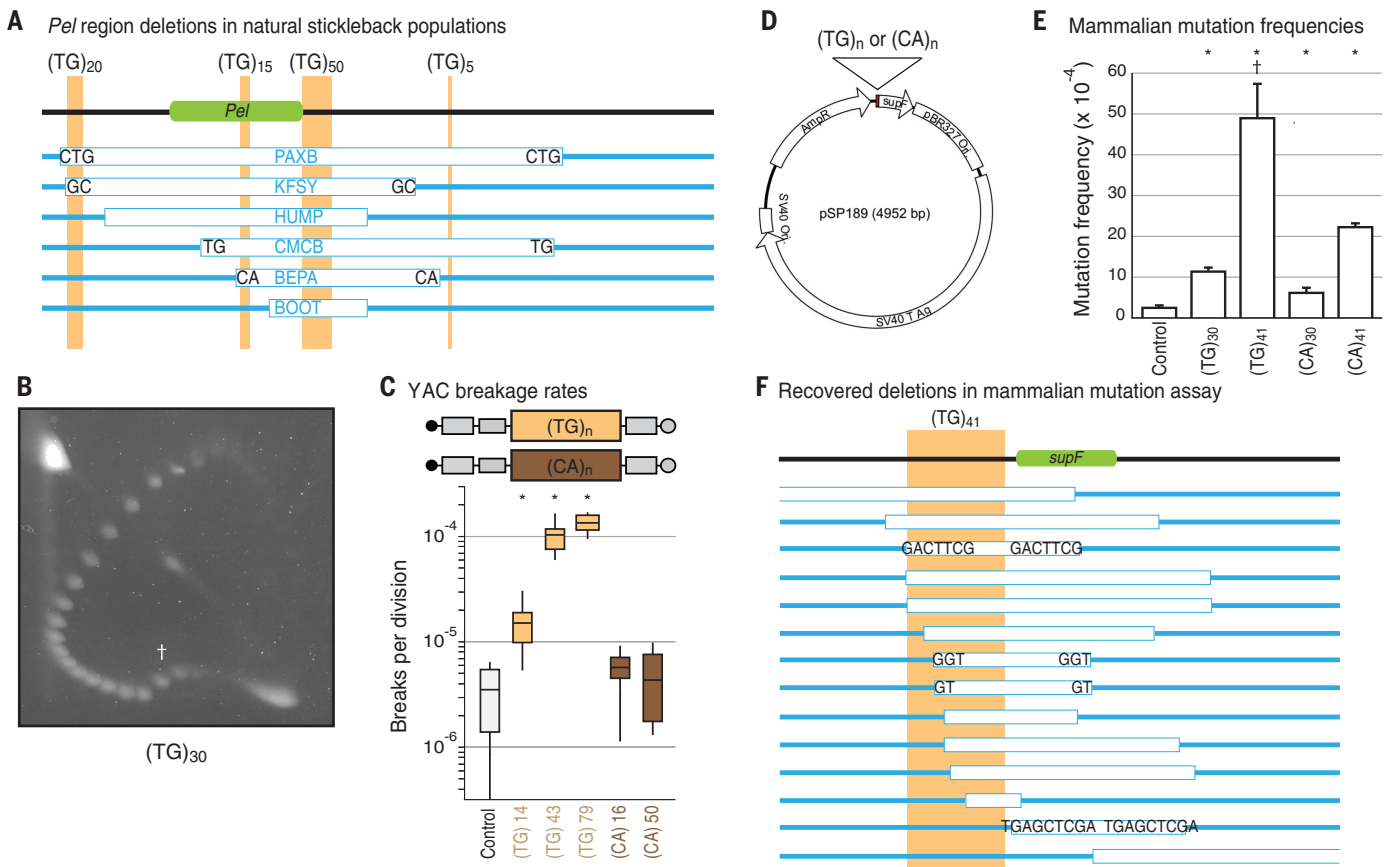 A Pel region deletions in natural stickleback populations
(TG)20 (TG)15 (TG)50 (TG)5
Pel
CTG PAXB CTG
GC KFSY GC
HUMP
TG CMCB TG
CA BEPA CA
BOOT
B
†
(TG)30
C YAC breakage rates
(TG)n
(CA)n
* * *
Breaks per division
10-4
10-5
10-6
Control
(TG) 14
(TG) 43
(TG) 79
(CA) 16
(CA) 50
D
(TG)n or (CA)n
supF
AmpR
pBR327 Ori.
SV40 Ori.
pSP189 (4952 bp)
SV40 T Ag
E Mammalian mutation frequencies
* * * *
†
Mutation frequency (x 10-4)
60
50
40
30
20
10
0
Control
(TG)30
(TG)41
(CA)30
(CA)41
F Recovered deletions in mammalian mutation assay
(TG)41
supF
GACTTCG GACTTCG
GGT GGT
GT GT
TGAGCTCGA TGAGCTCGA